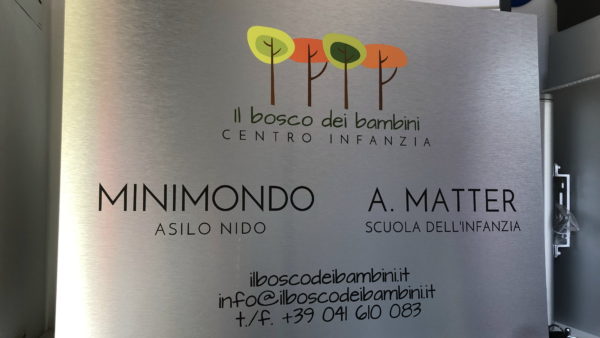 Il bosco dei bambini
CENTRO INFANZIA
MINIMONDO
ASILO NIDO
A. MATTER
SCUOLA DELL'INFANZIA
ilboscodeibambini.it
info@ilboscodeibambini.it
t./f. +39 041 610 083